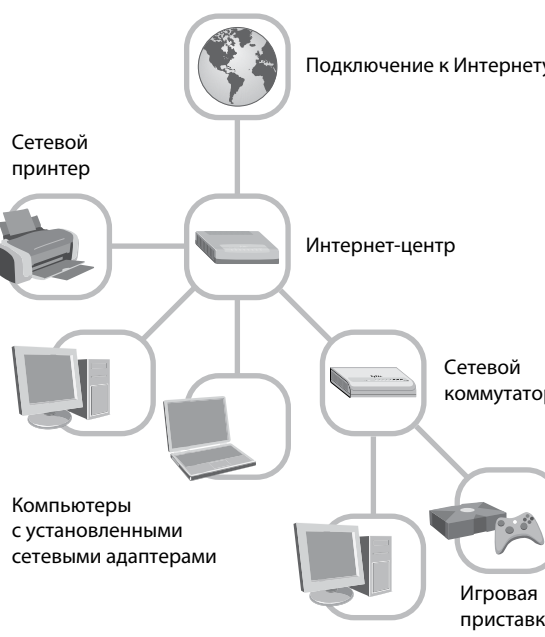 Подключение к Интернету
Сетевой
принтер
Интернет-центр
Сетевой
коммутатор
Компьютеры
с установленными
сетевыми адаптерами
Игровая
приставк